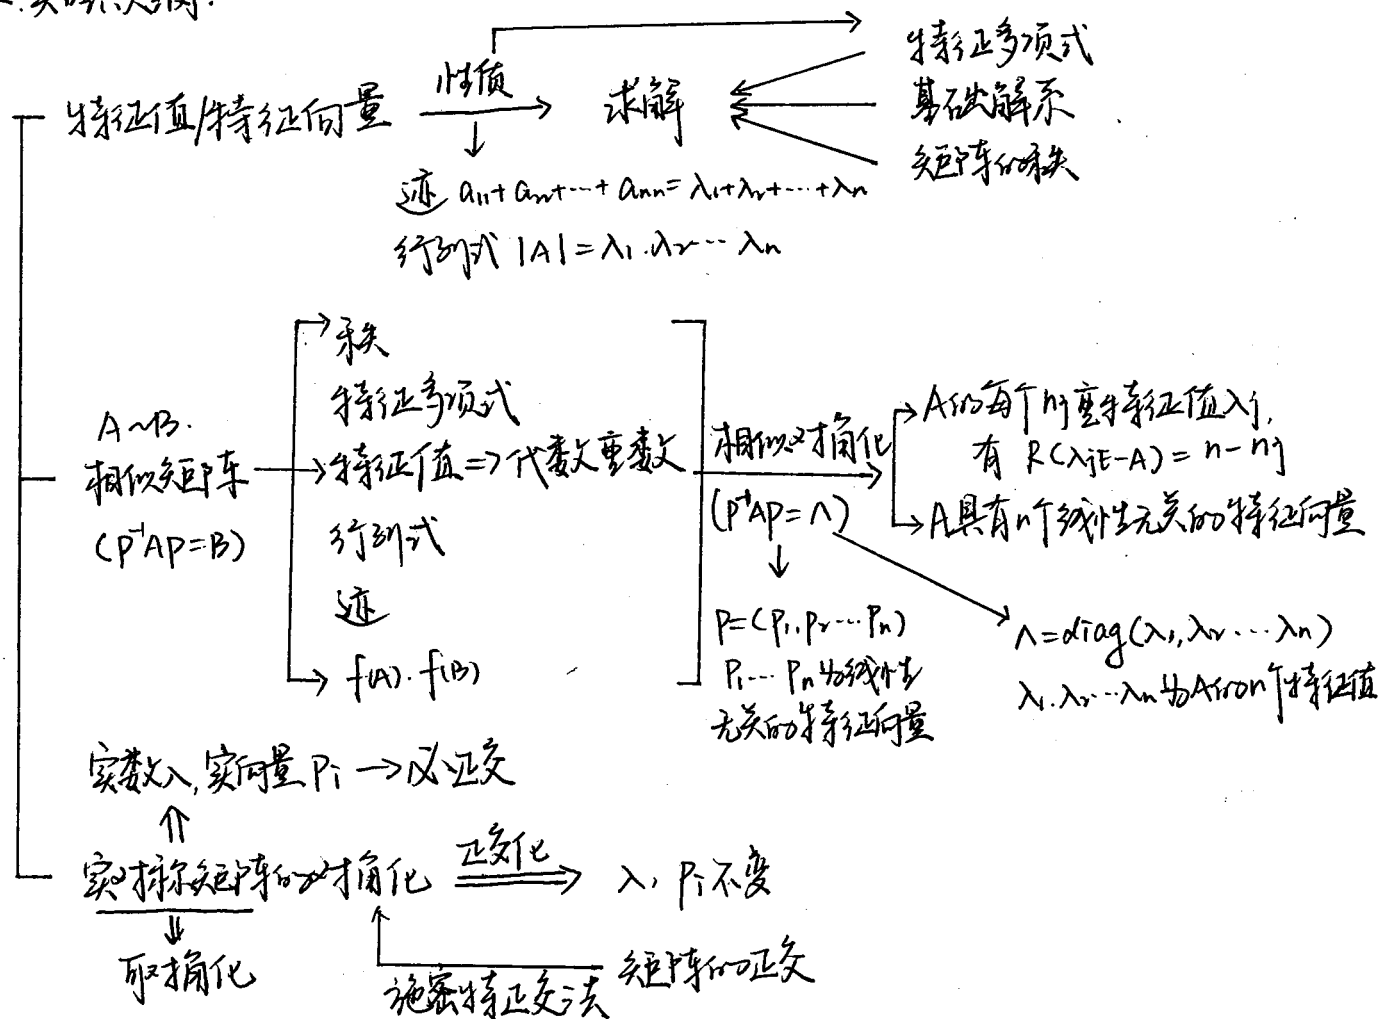 特征值/特征向量
性质
求解
特征多项式
基础解系
矩阵的秩
迹 a₁₁+a₂₂+…+aₙₙ=λ₁+λ₂+…+λₙ
行列式 |A|=λ₁.λ₂…λₙ
A~B.
相似矩阵
(P⁻¹AP=B)
秩
特征多项式
特征值=>代数重数
行列式
迹
f(A).f(B)
相似对角化
(P⁻¹AP=Λ)
A的每个nj重特征值λj,
有 R(λjE-A)=n-nj
A具有n个线性无关的特征向量
P=(P₁,P₂…Pₙ)
P₁…Pₙ为线性
无关的特征向量
Λ=diag(λ₁,λ₂…λₙ)
λ₁.λ₂…λₙ为A的n个特征值
实数λ,实向量Pi→必正交
实对称矩阵的对角化
正交化
λ,Pi不变
可对角化
施密特正交法
矩阵的正交